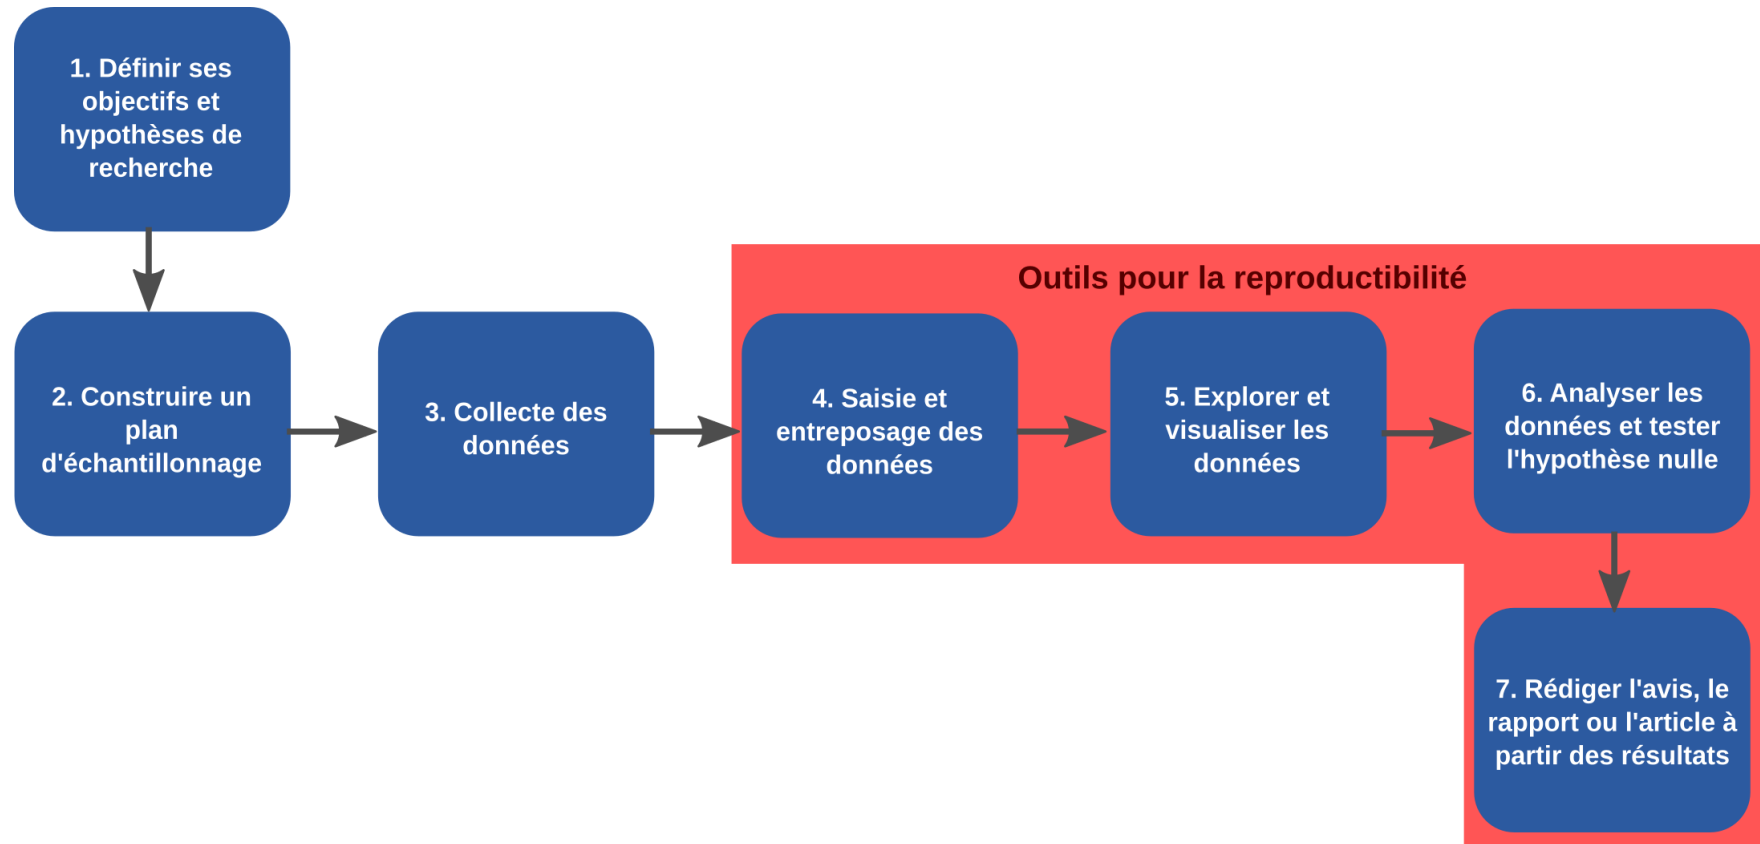 1. Définir ses
objectifs et
hypothèses de
recherche
2. Construire un
plan
d'échantillonnage
3. Collecte des
données
Outils pour la reproductibilité
4. Saisie et
entreposage des
données
5. Explorer et
visualiser les
données
6. Analyser les
données et tester
l'hypothèse nulle
7. Rédiger l'avis, le
rapport ou l'article à
partir des résultats